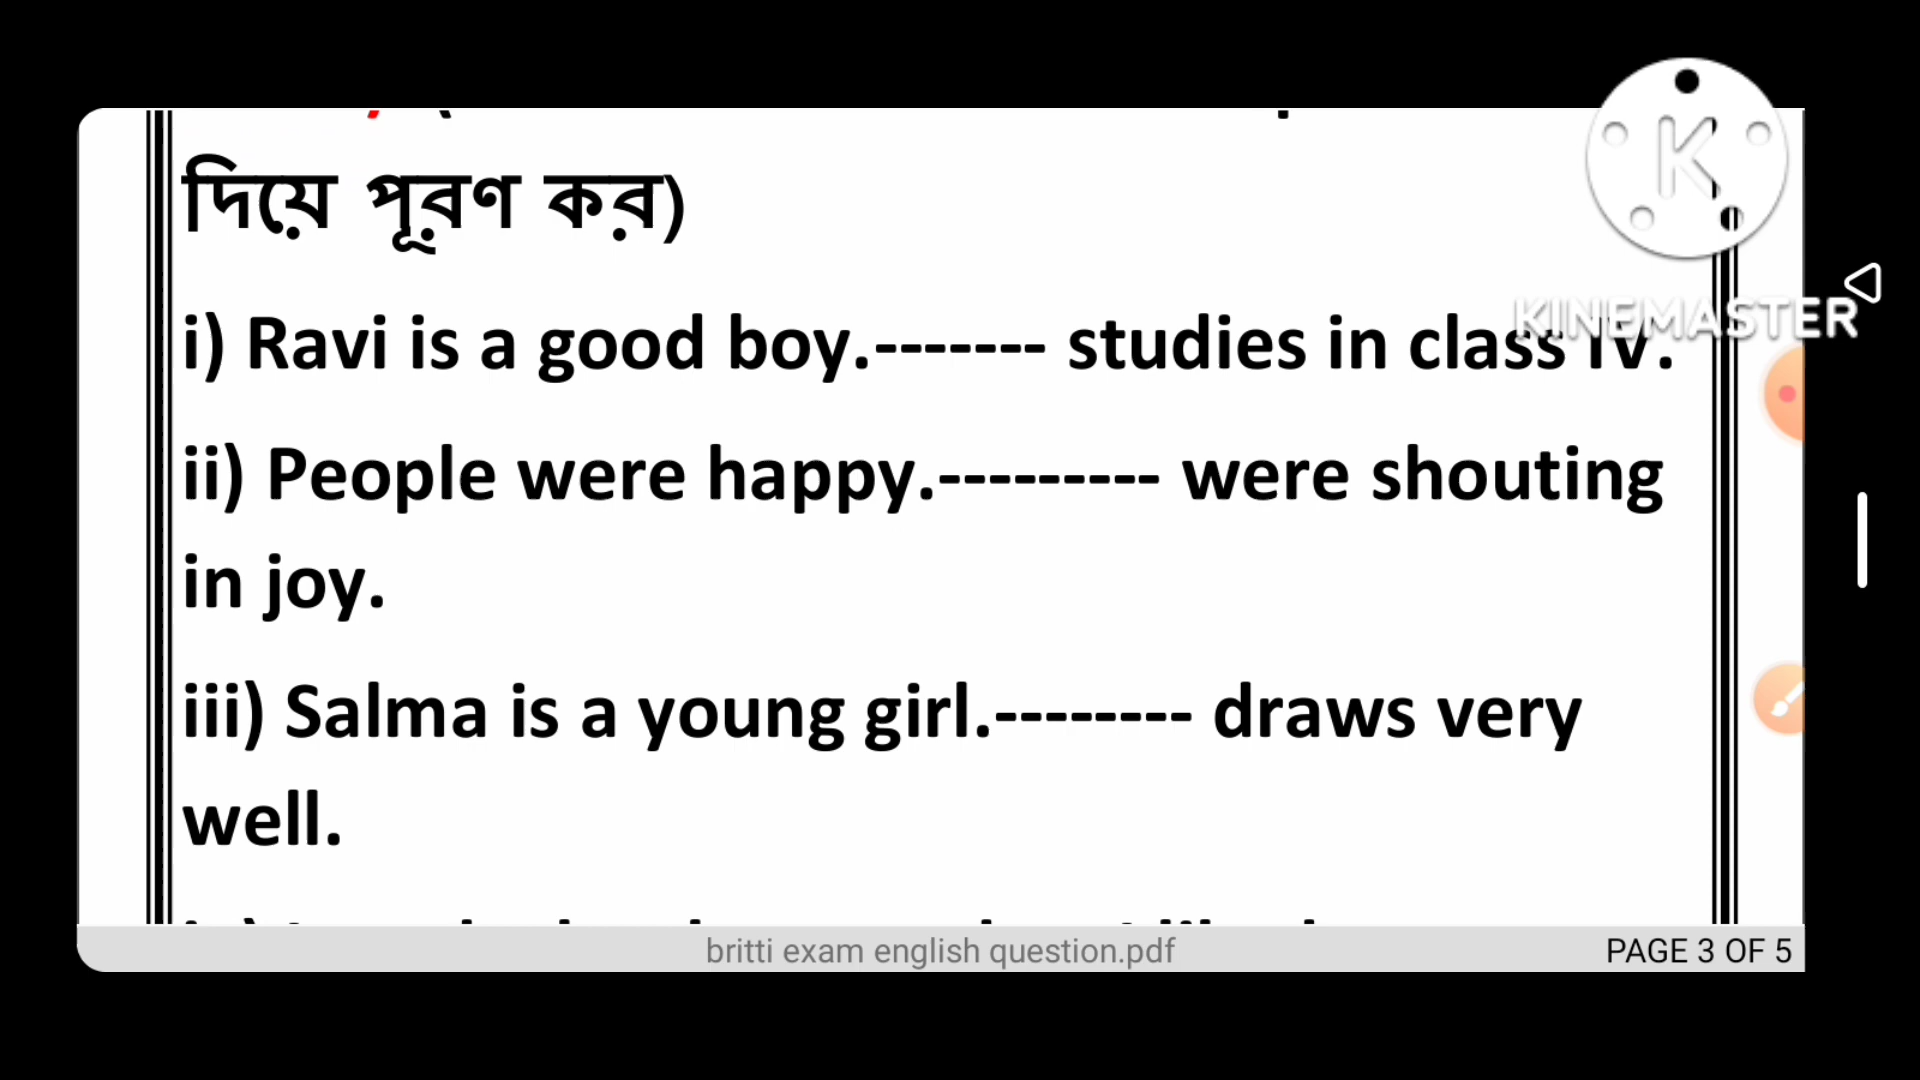 দিয়ে পূরণ কর)
i) Ravi is a good boy.------- studies in class IV.
KINEMASTER
ii) People were happy.--------- were shouting
in joy.
iii) Salma is a young girl.-------- draws very
well.
britti exam english question.pdf
PAGE 3 OF 5